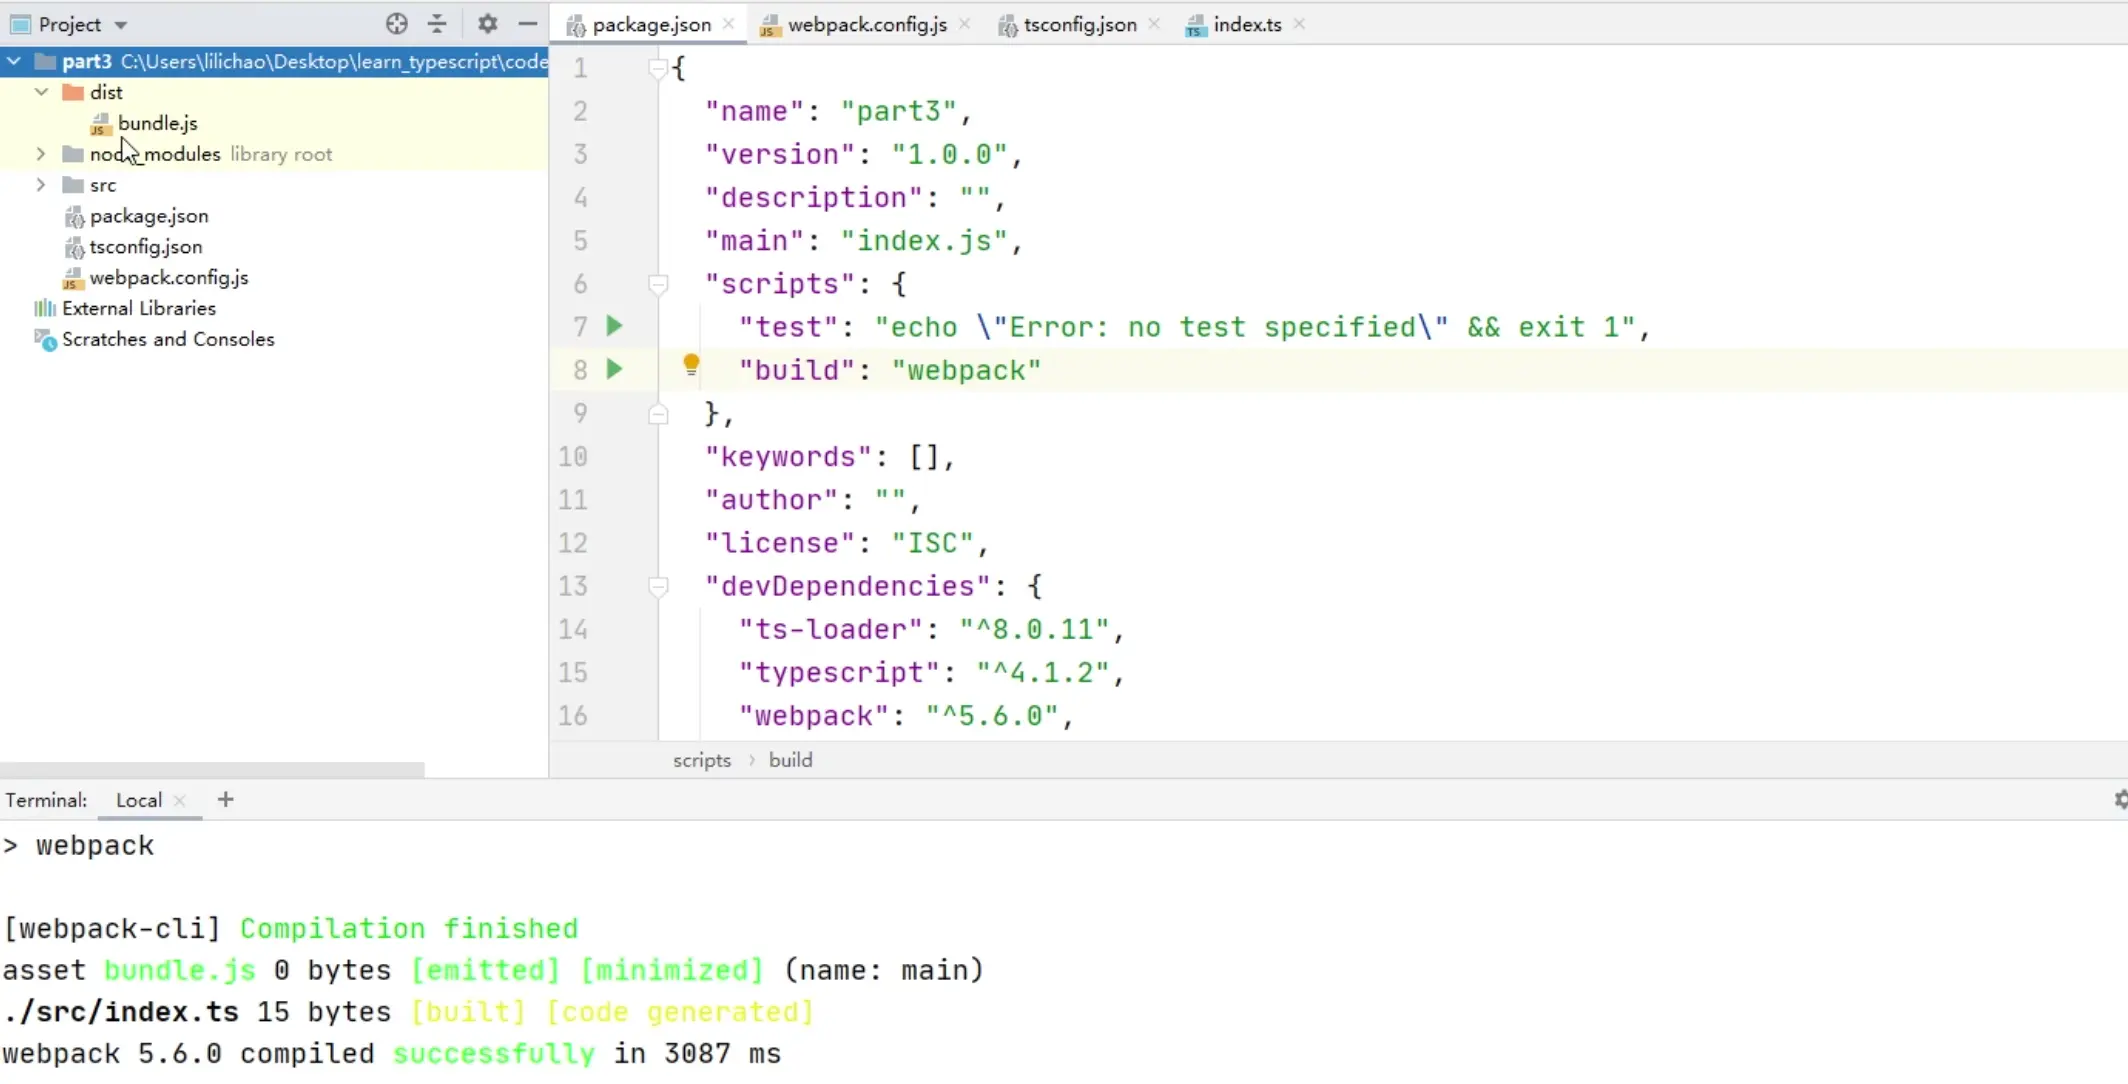 Project
package.json
webpack.config.js
tsconfig.json
index.ts
part3 C:\Users\lilichao\Desktop\learn_typescript\code
dist
bundle.js
node_modules library root
src
package.json
tsconfig.json
webpack.config.js
External Libraries
Scratches and Consoles
1 {
2 "name": "part3",
3 "version": "1.0.0",
4 "description": "",
5 "main": "index.js",
6 "scripts": {
7 "test": "echo \"Error: no test specified\" && exit 1",
8 "build": "webpack"
9 },
10 "keywords": [],
11 "author": "",
12 "license": "ISC",
13 "devDependencies": {
14 "ts-loader": "^8.0.11",
15 "typescript": "^4.1.2",
16 "webpack": "^5.6.0",
scripts › build
Terminal: Local +
> webpack
[webpack-cli] Compilation finished
asset bundle.js 0 bytes [emitted] [minimized] (name: main)
./src/index.ts 15 bytes [built] [code generated]
webpack 5.6.0 compiled successfully in 3087 ms